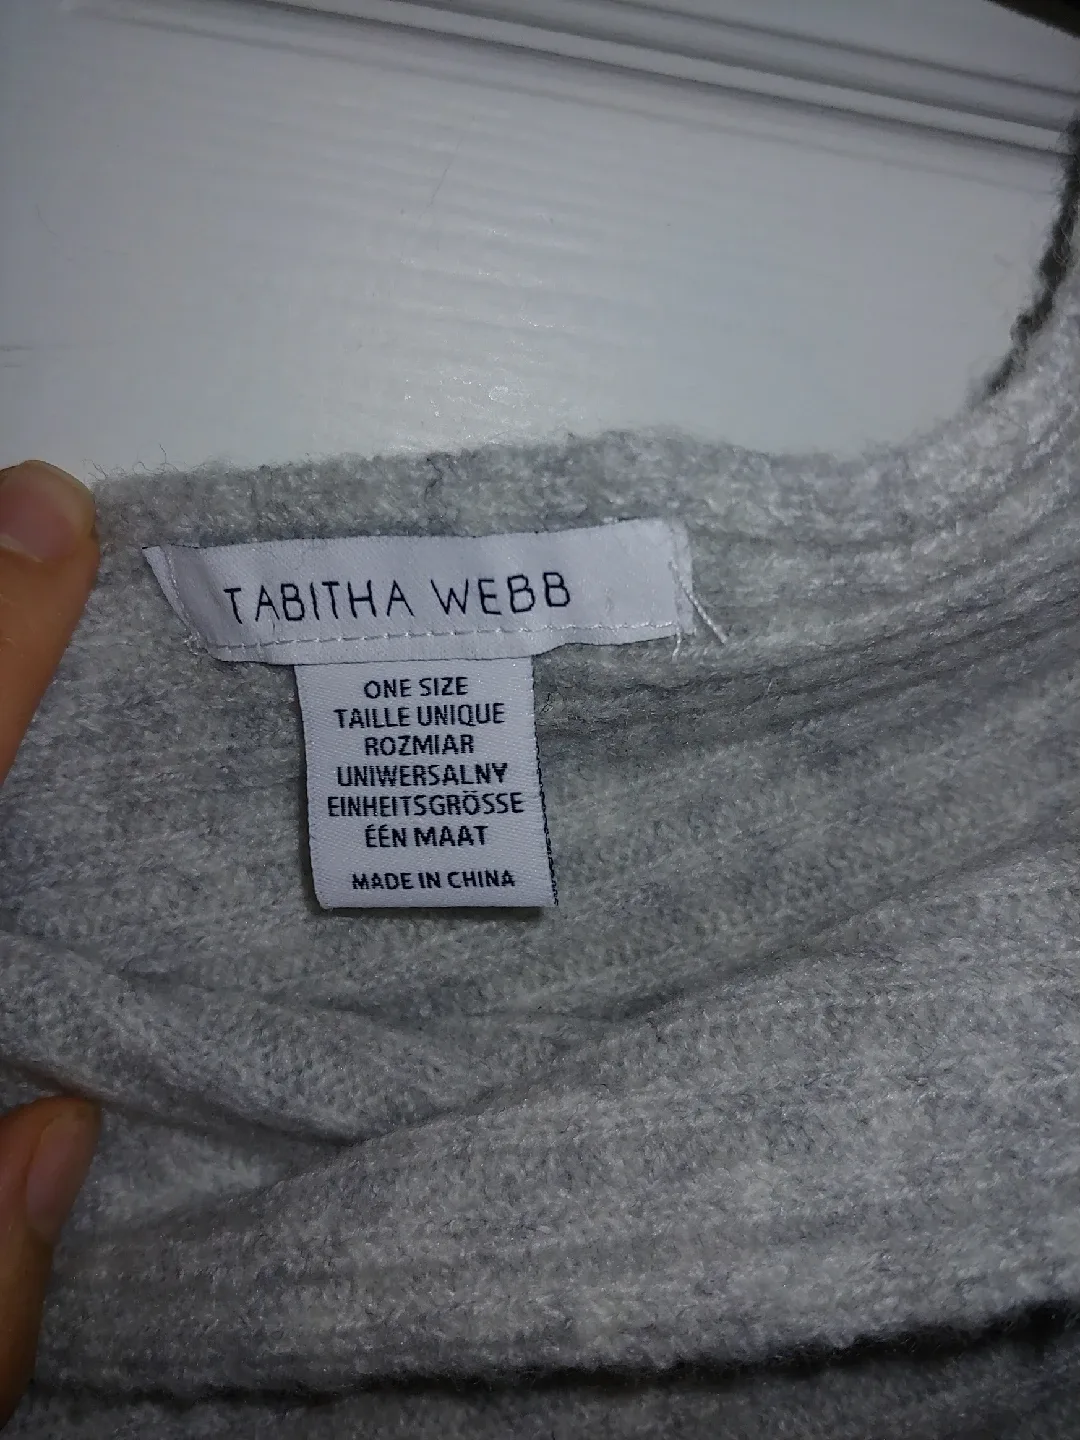 TABITHA WEBB
ONE SIZE
TAILLE UNIQUE
ROZMIAR
UNIWERSALNY
EINHEITSGRÖSSE
ÉÉN MAAT
MADE IN CHINA